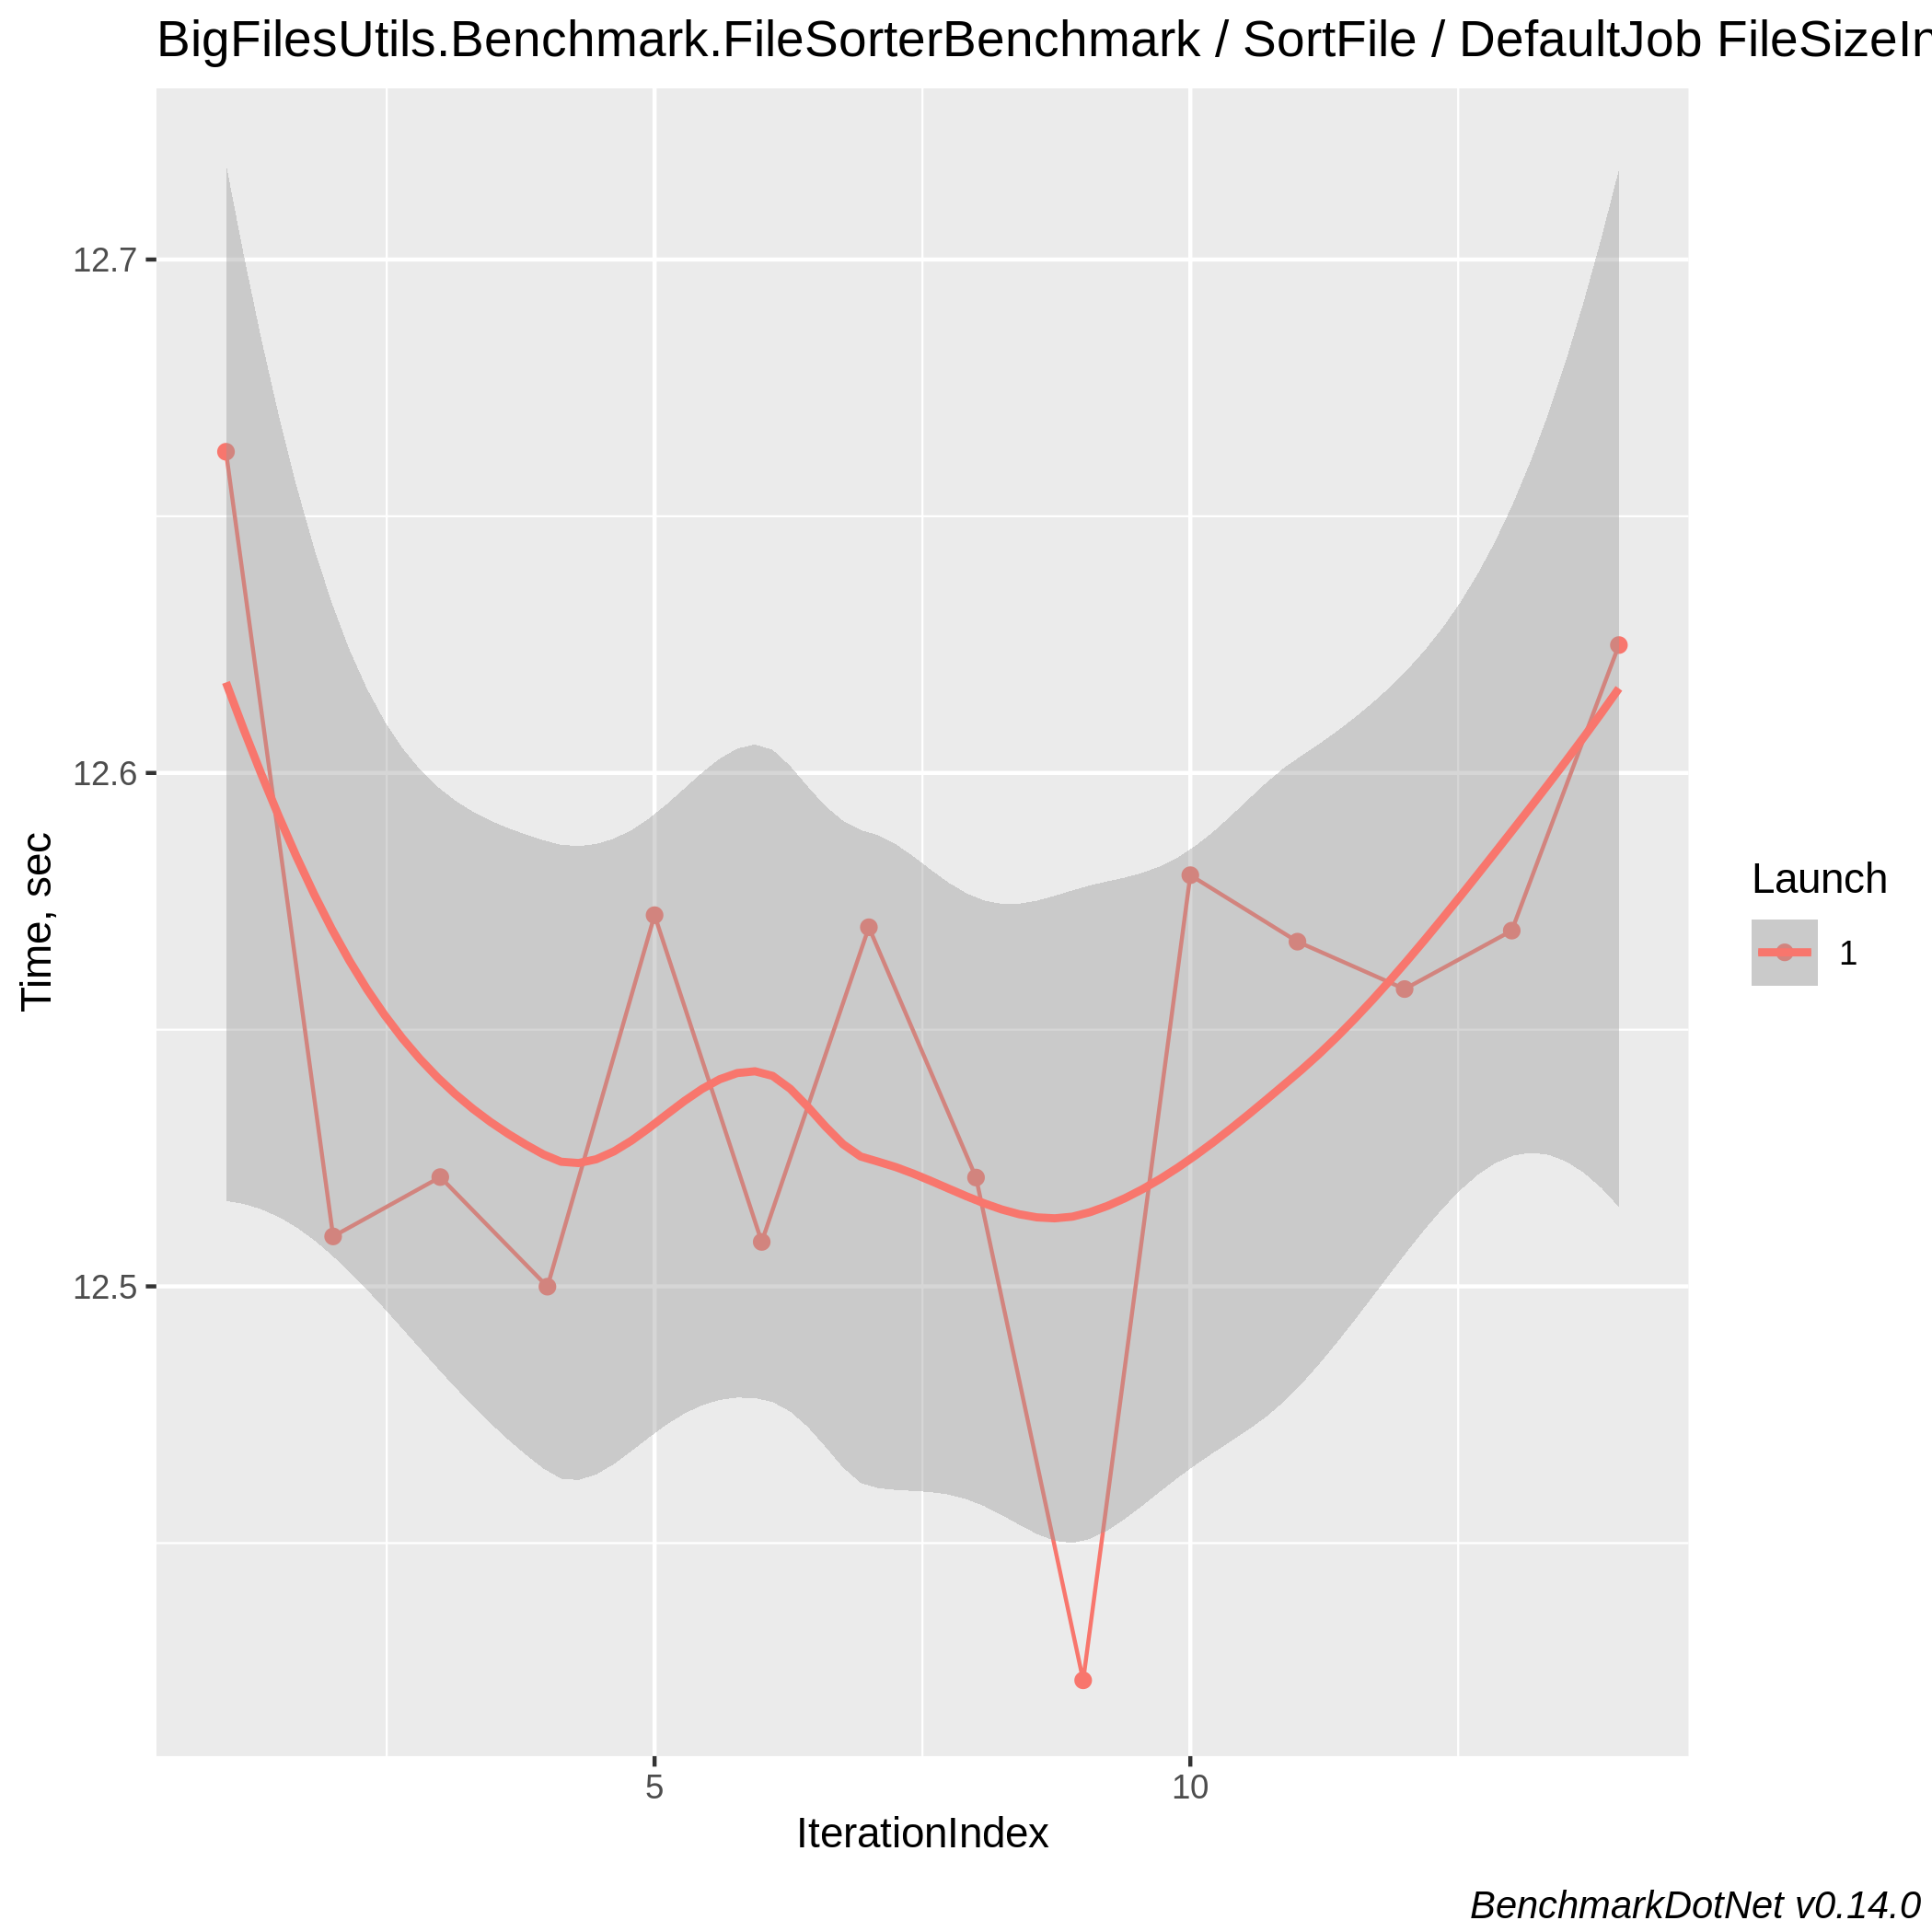 BigFilesUtils.Benchmark.FileSorterBenchmark / SortFile / DefaultJob FileSizeIn
12.7
12.6
12.5
Time, sec
5
10
IterationIndex
Launch
1
BenchmarkDotNet v0.14.0